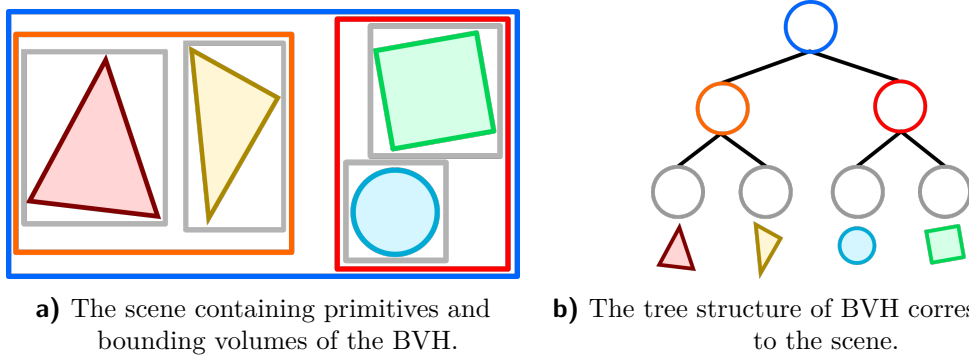 a) The scene containing primitives and
bounding volumes of the BVH.
b) The tree structure of BVH corres
to the scene.